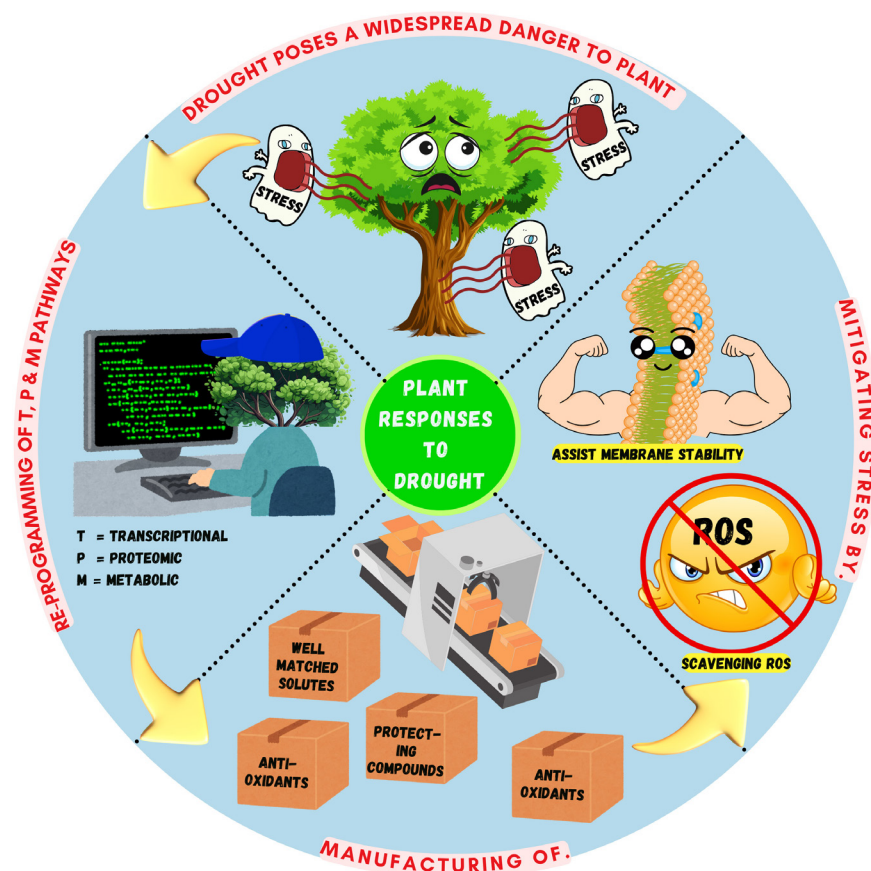 DROUGHT POSES A WIDESPREAD DANGER TO PLANT
STRESS
STRESS
STRESS
RE-PROGRAMMING OF T, P & M PATHWAYS
T = TRANSCRIPTIONAL
P = PROTEOMIC
M = METABOLIC
PLANT
RESPONSES
TO
DROUGHT
MITIGATING STRESS BY.
ASSIST MEMBRANE STABILITY
ROS
SCAVENGING ROS
WELL
MATCHED
SOLUTES
ANTI-
OXIDANTS
PROTECT-
ING
COMPOUNDS
ANTI-
OXIDANTS
MANUFACTURING OF.